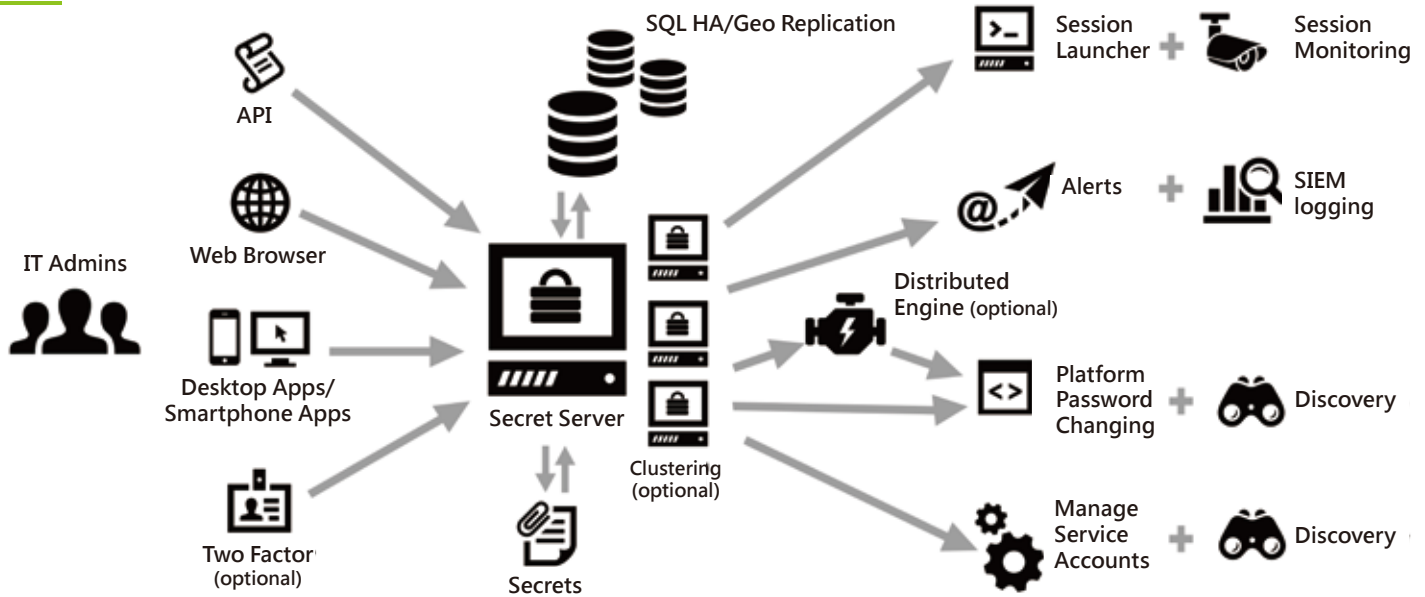 SQL HA/Geo Replication
API
Web Browser
IT Admins
Desktop Apps/
Smartphone Apps
Two Factor
(optional)
Secret Server
Secrets
Clustering
(optional)
>_
Session
Launcher
Session
Monitoring
@
Alerts
SIEM
logging
Distributed
Engine (optional)
<>
Platform
Password
Changing
Discovery
Manage
Service
Accounts
Discovery